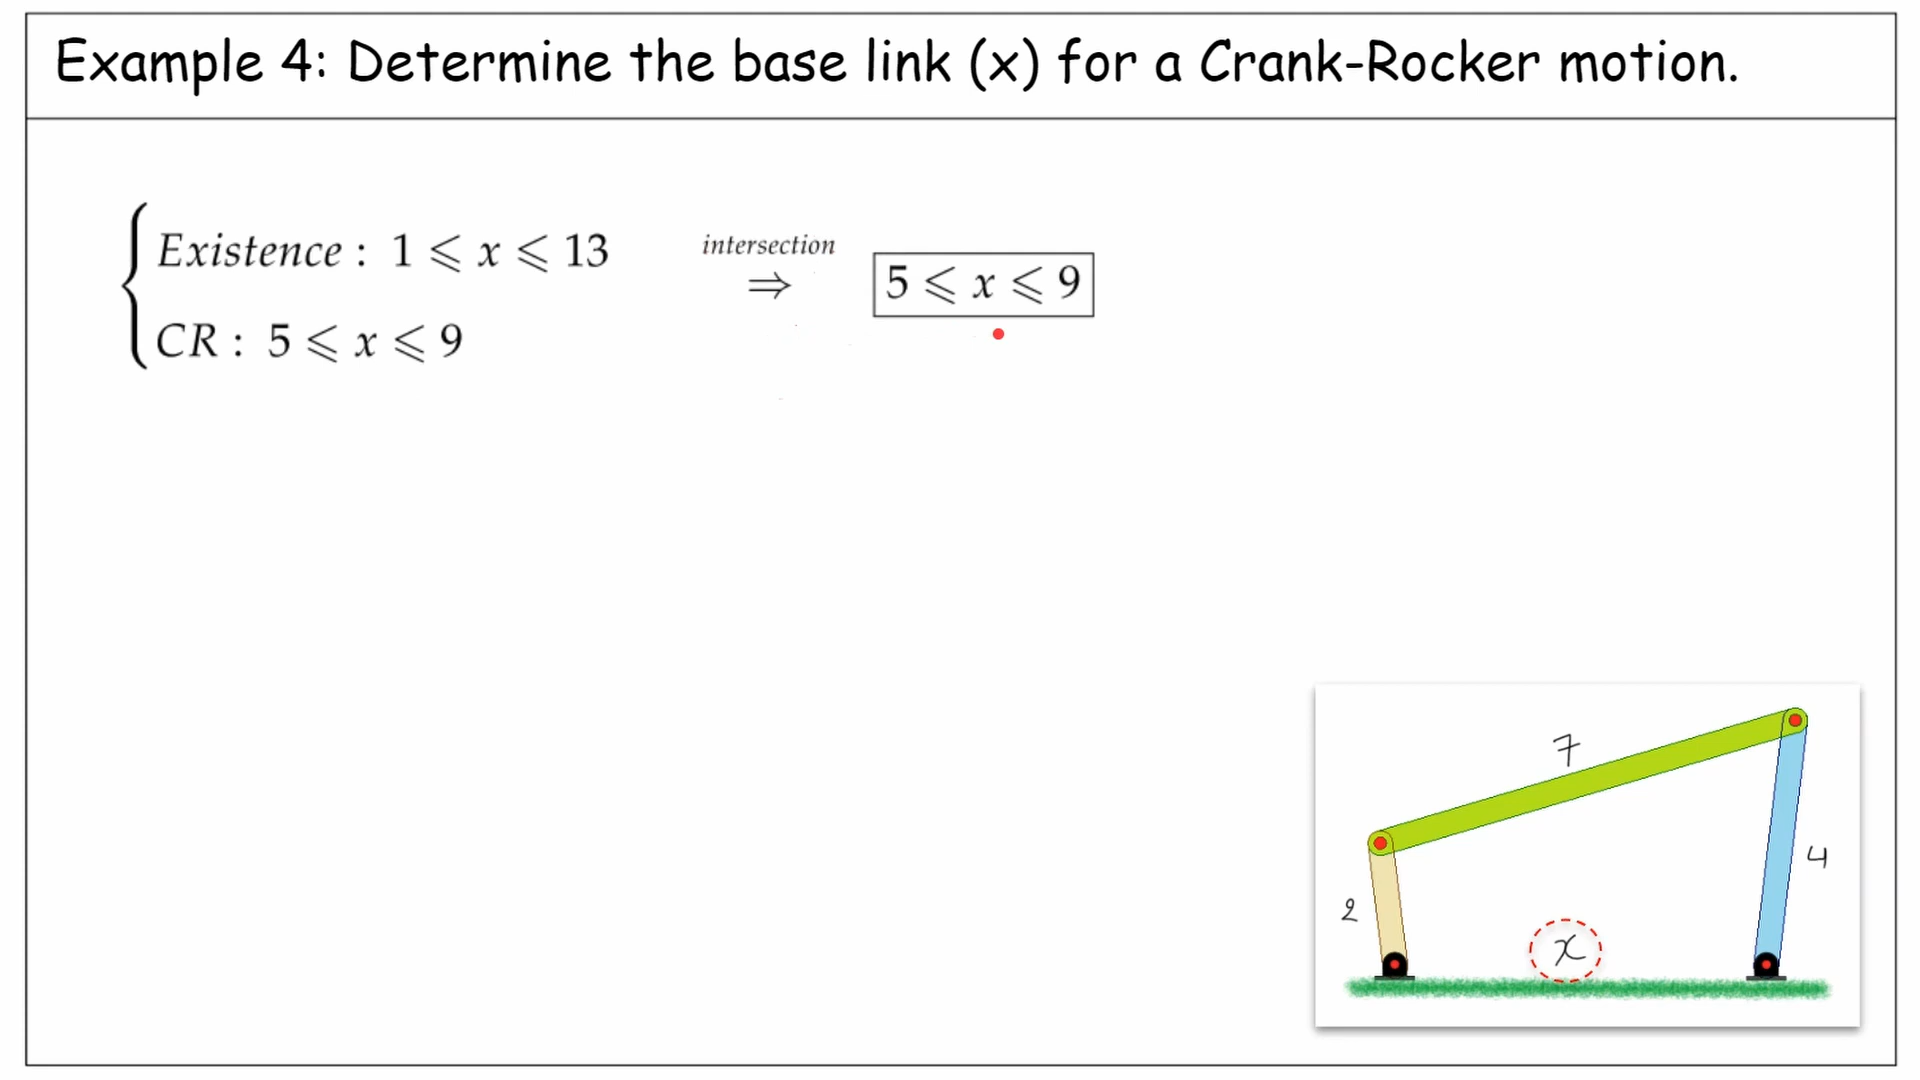 Example 4: Determine the base link (x) for a Crank-Rocker motion.
Existence : 1 ⩽ x ⩽ 13
CR : 5 ⩽ x ⩽ 9
intersection
⇒
5 ⩽ x ⩽ 9
7
4
2
x